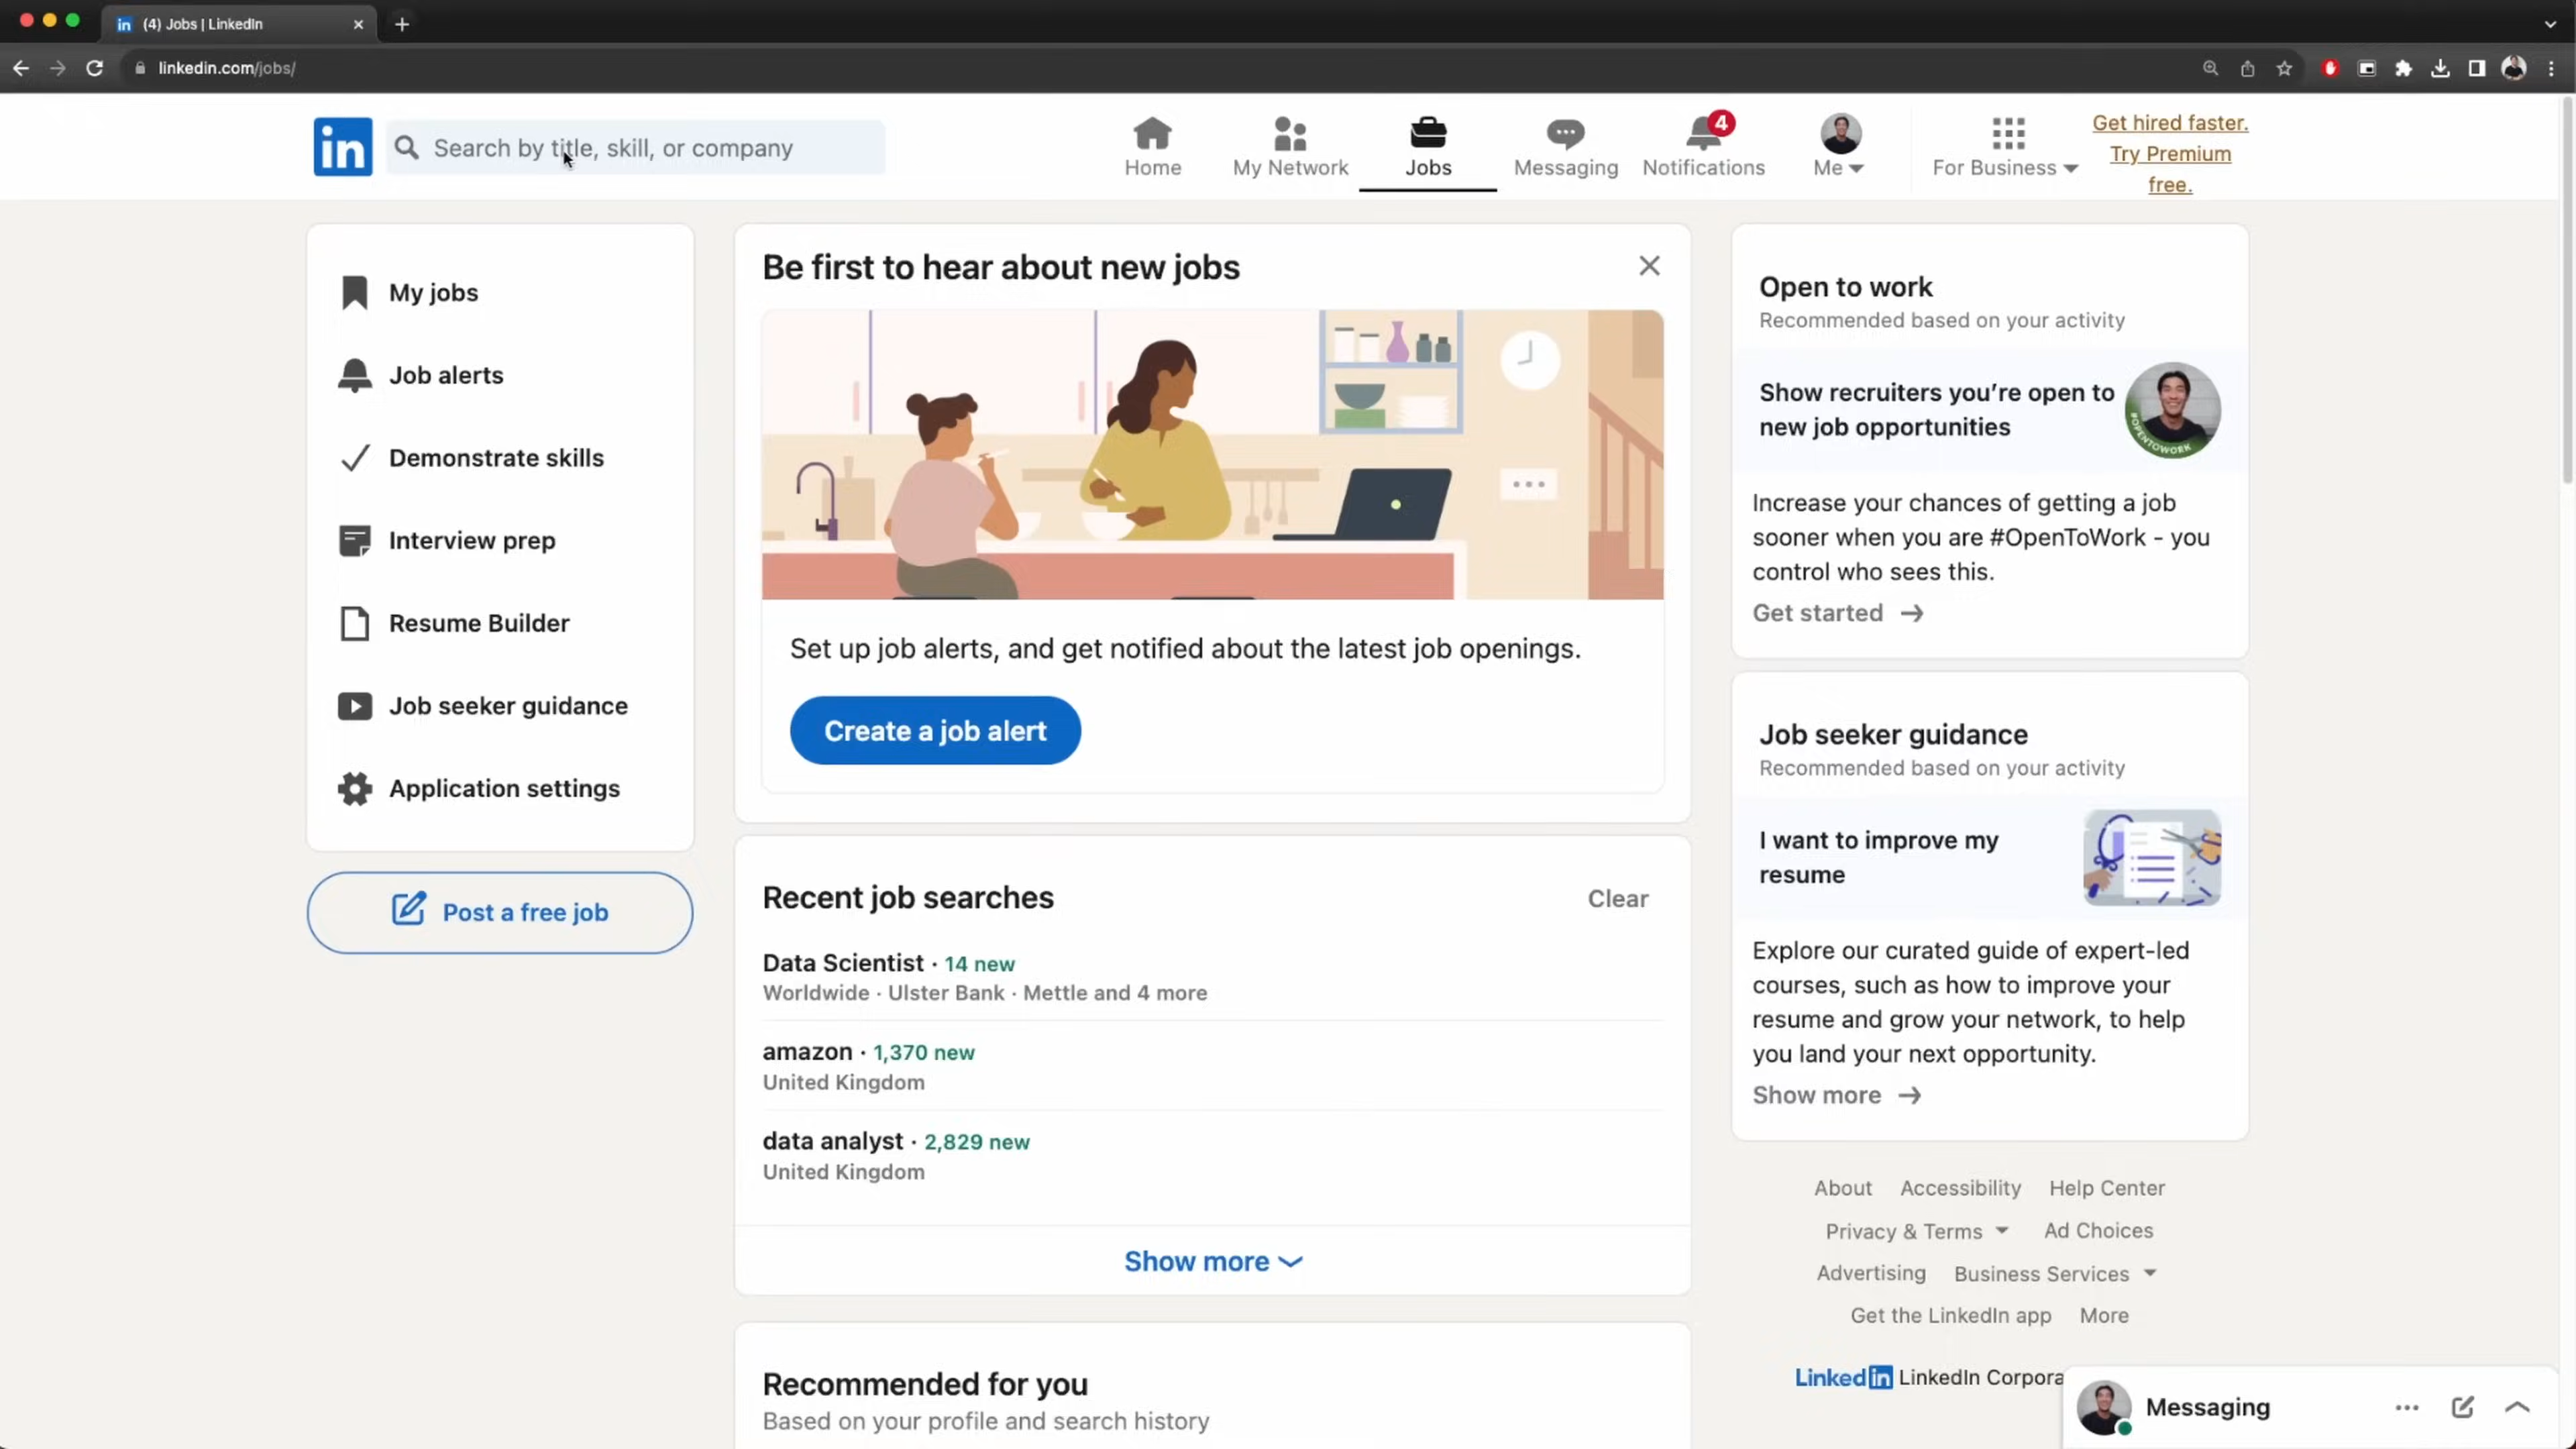 (4) Jobs | LinkedIn
linkedin.com/jobs/
in
Search by title, skill, or company
Home
My Network
Jobs
Messaging
4
Notifications
Me
For Business
Get hired faster.
Try Premium
free.
My jobs
Job alerts
Demonstrate skills
Interview prep
Resume Builder
Job seeker guidance
Application settings
Post a free job
Be first to hear about new jobs
Set up job alerts, and get notified about the latest job openings.
Create a job alert
Recent job searches
Clear
Data Scientist · 14 new
Worldwide · Ulster Bank · Mettle and 4 more
amazon · 1,370 new
United Kingdom
data analyst · 2,829 new
United Kingdom
Show more
Recommended for you
Based on your profile and search history
Open to work
Recommended based on your activity
Show recruiters you’re open to
new job opportunities
#OPENTOWORK
Increase your chances of getting a job
sooner when you are #OpenToWork - you
control who sees this.
Get started →
Job seeker guidance
Recommended based on your activity
I want to improve my
resume
Explore our curated guide of expert-led
courses, such as how to improve your
resume and grow your network, to help
you land your next opportunity.
Show more →
About Accessibility Help Center
Privacy & Terms Ad Choices
Advertising Business Services
Get the LinkedIn app More
LinkedIn LinkedIn Corpora
Messaging